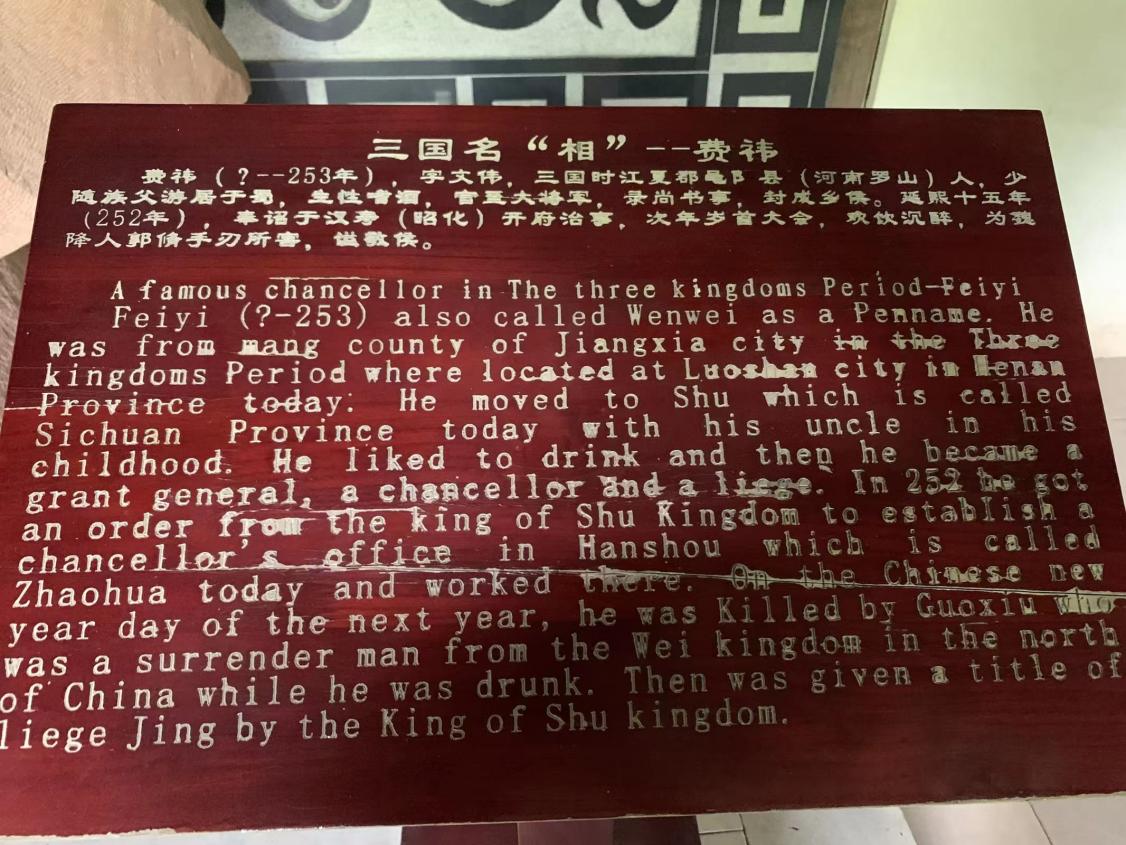 三国名“相”--费祎
费祎（？--253年），字文伟，三国时江夏郡黾阝县（河南罗山）人，少
随族父游居于蜀，生性嗜酒，官至大将军，录尚书事，封成乡侯。延熙十五年
（252年），奉诏于汉寿（昭化）开府治事，次年岁首大会，欢饮沉醉，为魏
降人郭脩手刃所害，谥敬侯。
A famous chancellor in The three kingdoms Period-Feiyi
Feiyi (?-253) also called Wenwei as a Penname. He
was from mang county of Jiangxia city in the Three
kingdoms Period where located at Luoshan city in Henan
Province today. He moved to Shu which is called
Sichuan Province today with his uncle in his
childhood. He liked to drink and then he became a
grant general, a chancellor and a liege. In 252 he got
an order from the king of Shu Kingdom to establish a
chancellor's office in Hanshou which is called
Zhaohua today and worked there. On the Chinese new
year day of the next year, he was Killed by Guoxiu who
was a surrender man from the Wei kingdom in the north
of China while he was drunk. Then was given a title of
liege Jing by the King of Shu kingdom.